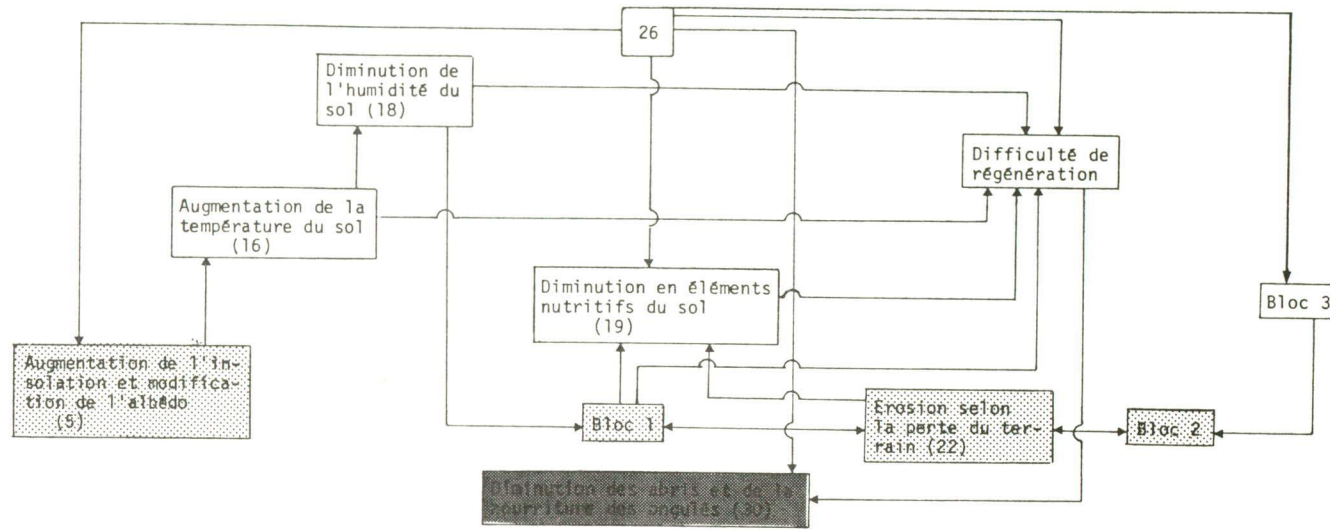 26
Diminution de
l'humidité du
sol (18)
Difficulté de
régénération
Augmentation de la
température du sol
(16)
Diminution en éléments
nutritifs du sol
(19)
Bloc 3
Augmentation de l'in-
solation et modifica-
tion de l'albédo
(5)
Bloc 1
Erosion selon
la perte du ter-
rain (22)
Bloc 2
Diminution des abris et de la
nourriture des ongulés (30)